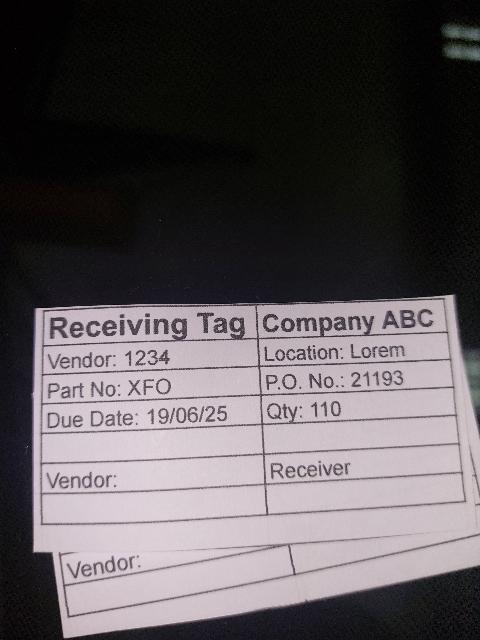 Receiving Tag Company ABC
Vendor: 1234 Location: Lorem
Part No: XFO P.O. No.: 21193
Due Date: 19/06/25 Qty: 110
Vendor: Receiver
Vendor: